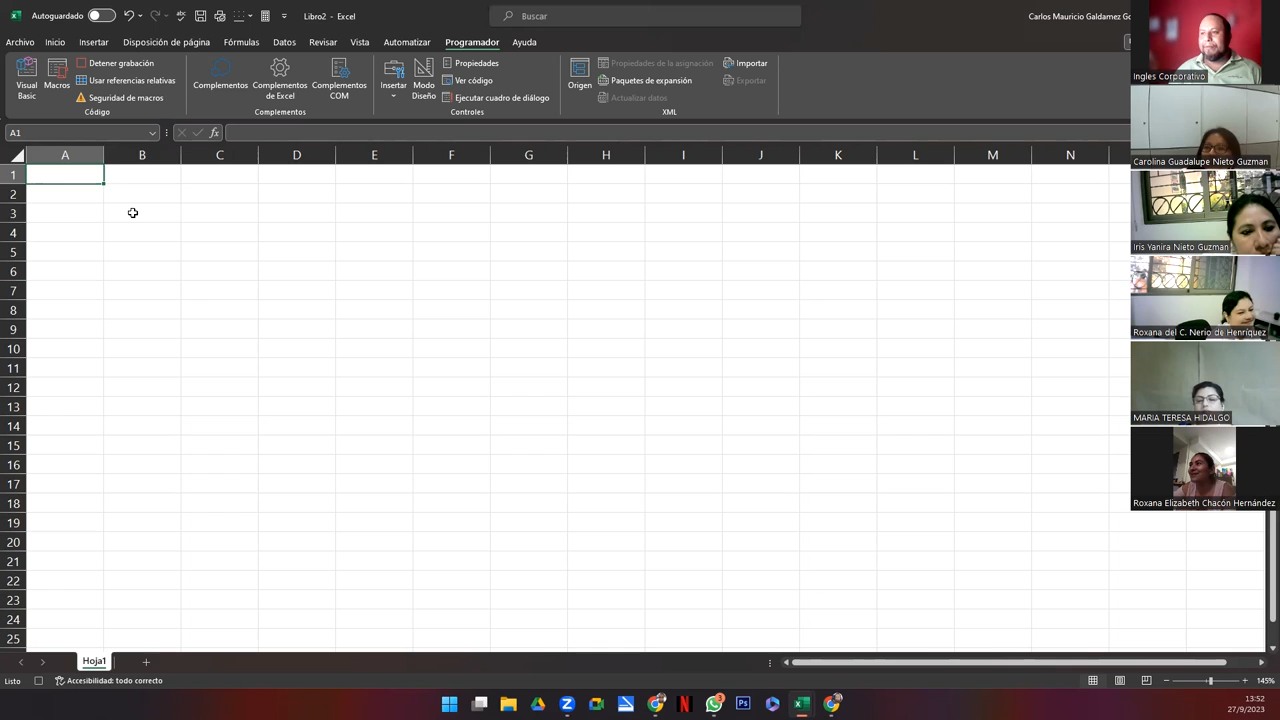 Autoguardado
Libro2 - Excel
Buscar
Carlos Mauricio Galdamez Go
Archivo Inicio Insertar Disposición de página Fórmulas Datos Revisar Vista Automatizar Programador Ayuda
Visual Basic
Macros
Detener grabación
Usar referencias relativas
Seguridad de macros
Código
Complementos
Complementos de Excel
Complementos COM
Complementos
Insertar
Modo Diseño
Propiedades
Ver código
Ejecutar cuadro de diálogo
Controles
Origen
Propiedades de la asignación
Paquetes de expansión
Actualizar datos
Importar
Exportar
XML
A1
fx
A B C D E F G H I J K L M N
1
2
3
4
5
6
7
8
9
10
11
12
13
14
15
16
17
18
19
20
21
22
23
24
25
Ingles Corporativo
Carolina Guadalupe Nieto Guzman
Iris Yanira Nieto Guzman
Roxana del C. Nerio de Henríquez
MARIA TERESA HIDALGO
Roxana Elizabeth Chacón Hernández
Hoja1
Listo
Accesibilidad: todo correcto
145%
3
13:52
27/9/2023